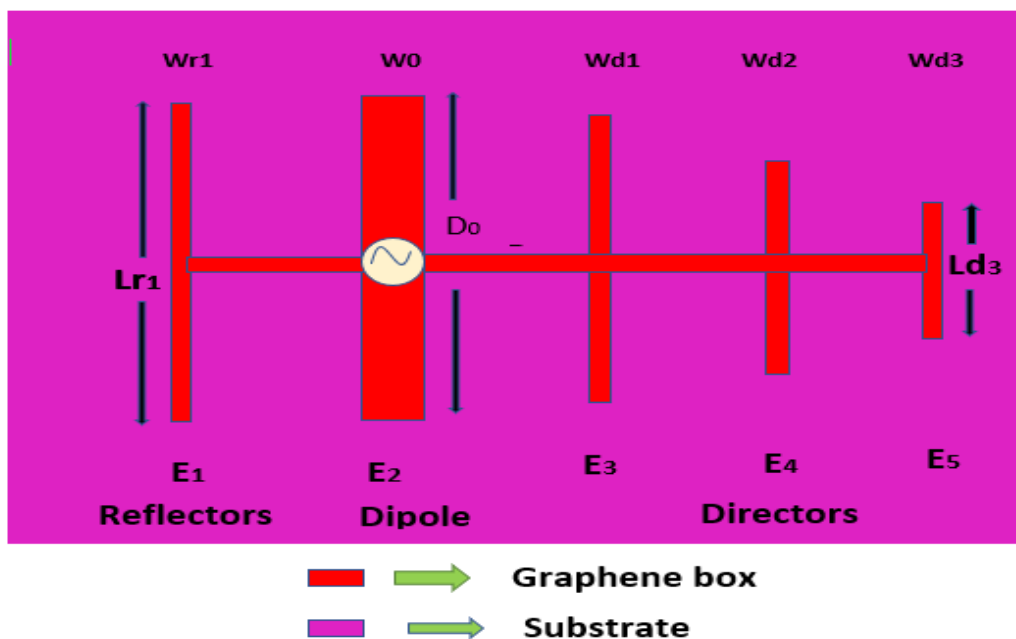 Wr1 W0 Wd1 Wd2 Wd3
D0
Lr1 Ld3
E1 E2 E3 E4 E5
Reflectors Dipole Directors
Graphene box
Substrate